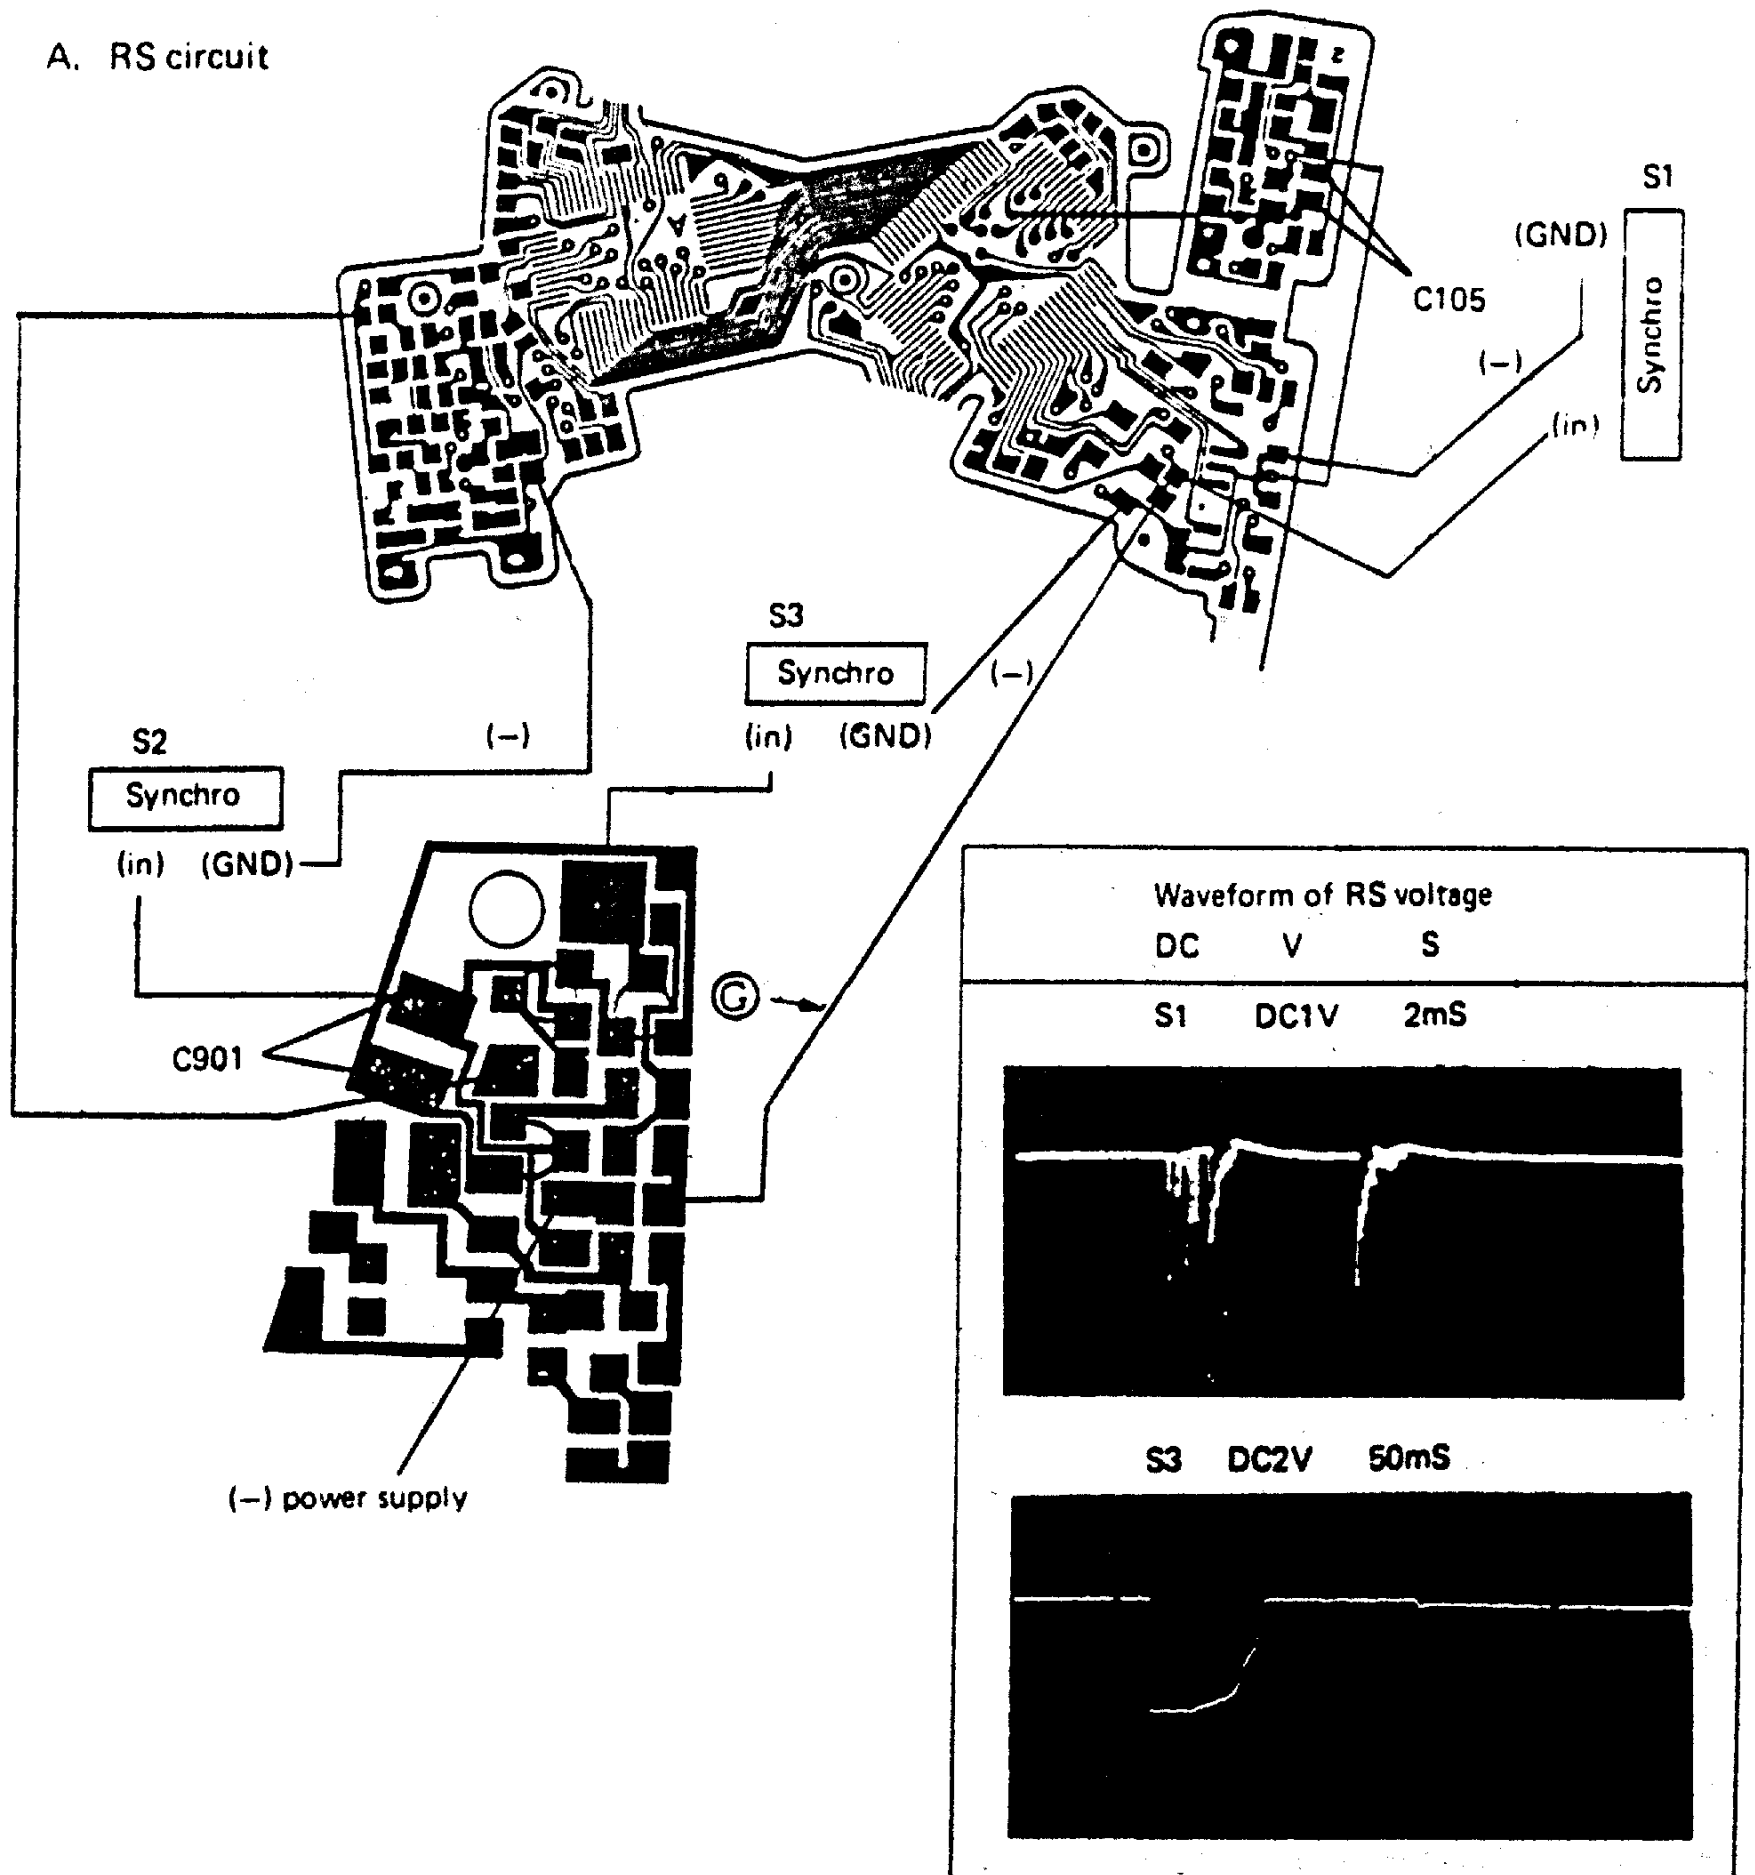 A. RS circuit
S1
(GND)
Synchro
C105
(-)
(in)
S3
Synchro
(-)
(in) (GND)
S2
(-)
Synchro
(in) (GND)
G
C901
(-) power supply
Waveform of RS voltage
DC V S
S1 DC1V 2mS
S3 DC2V 50mS